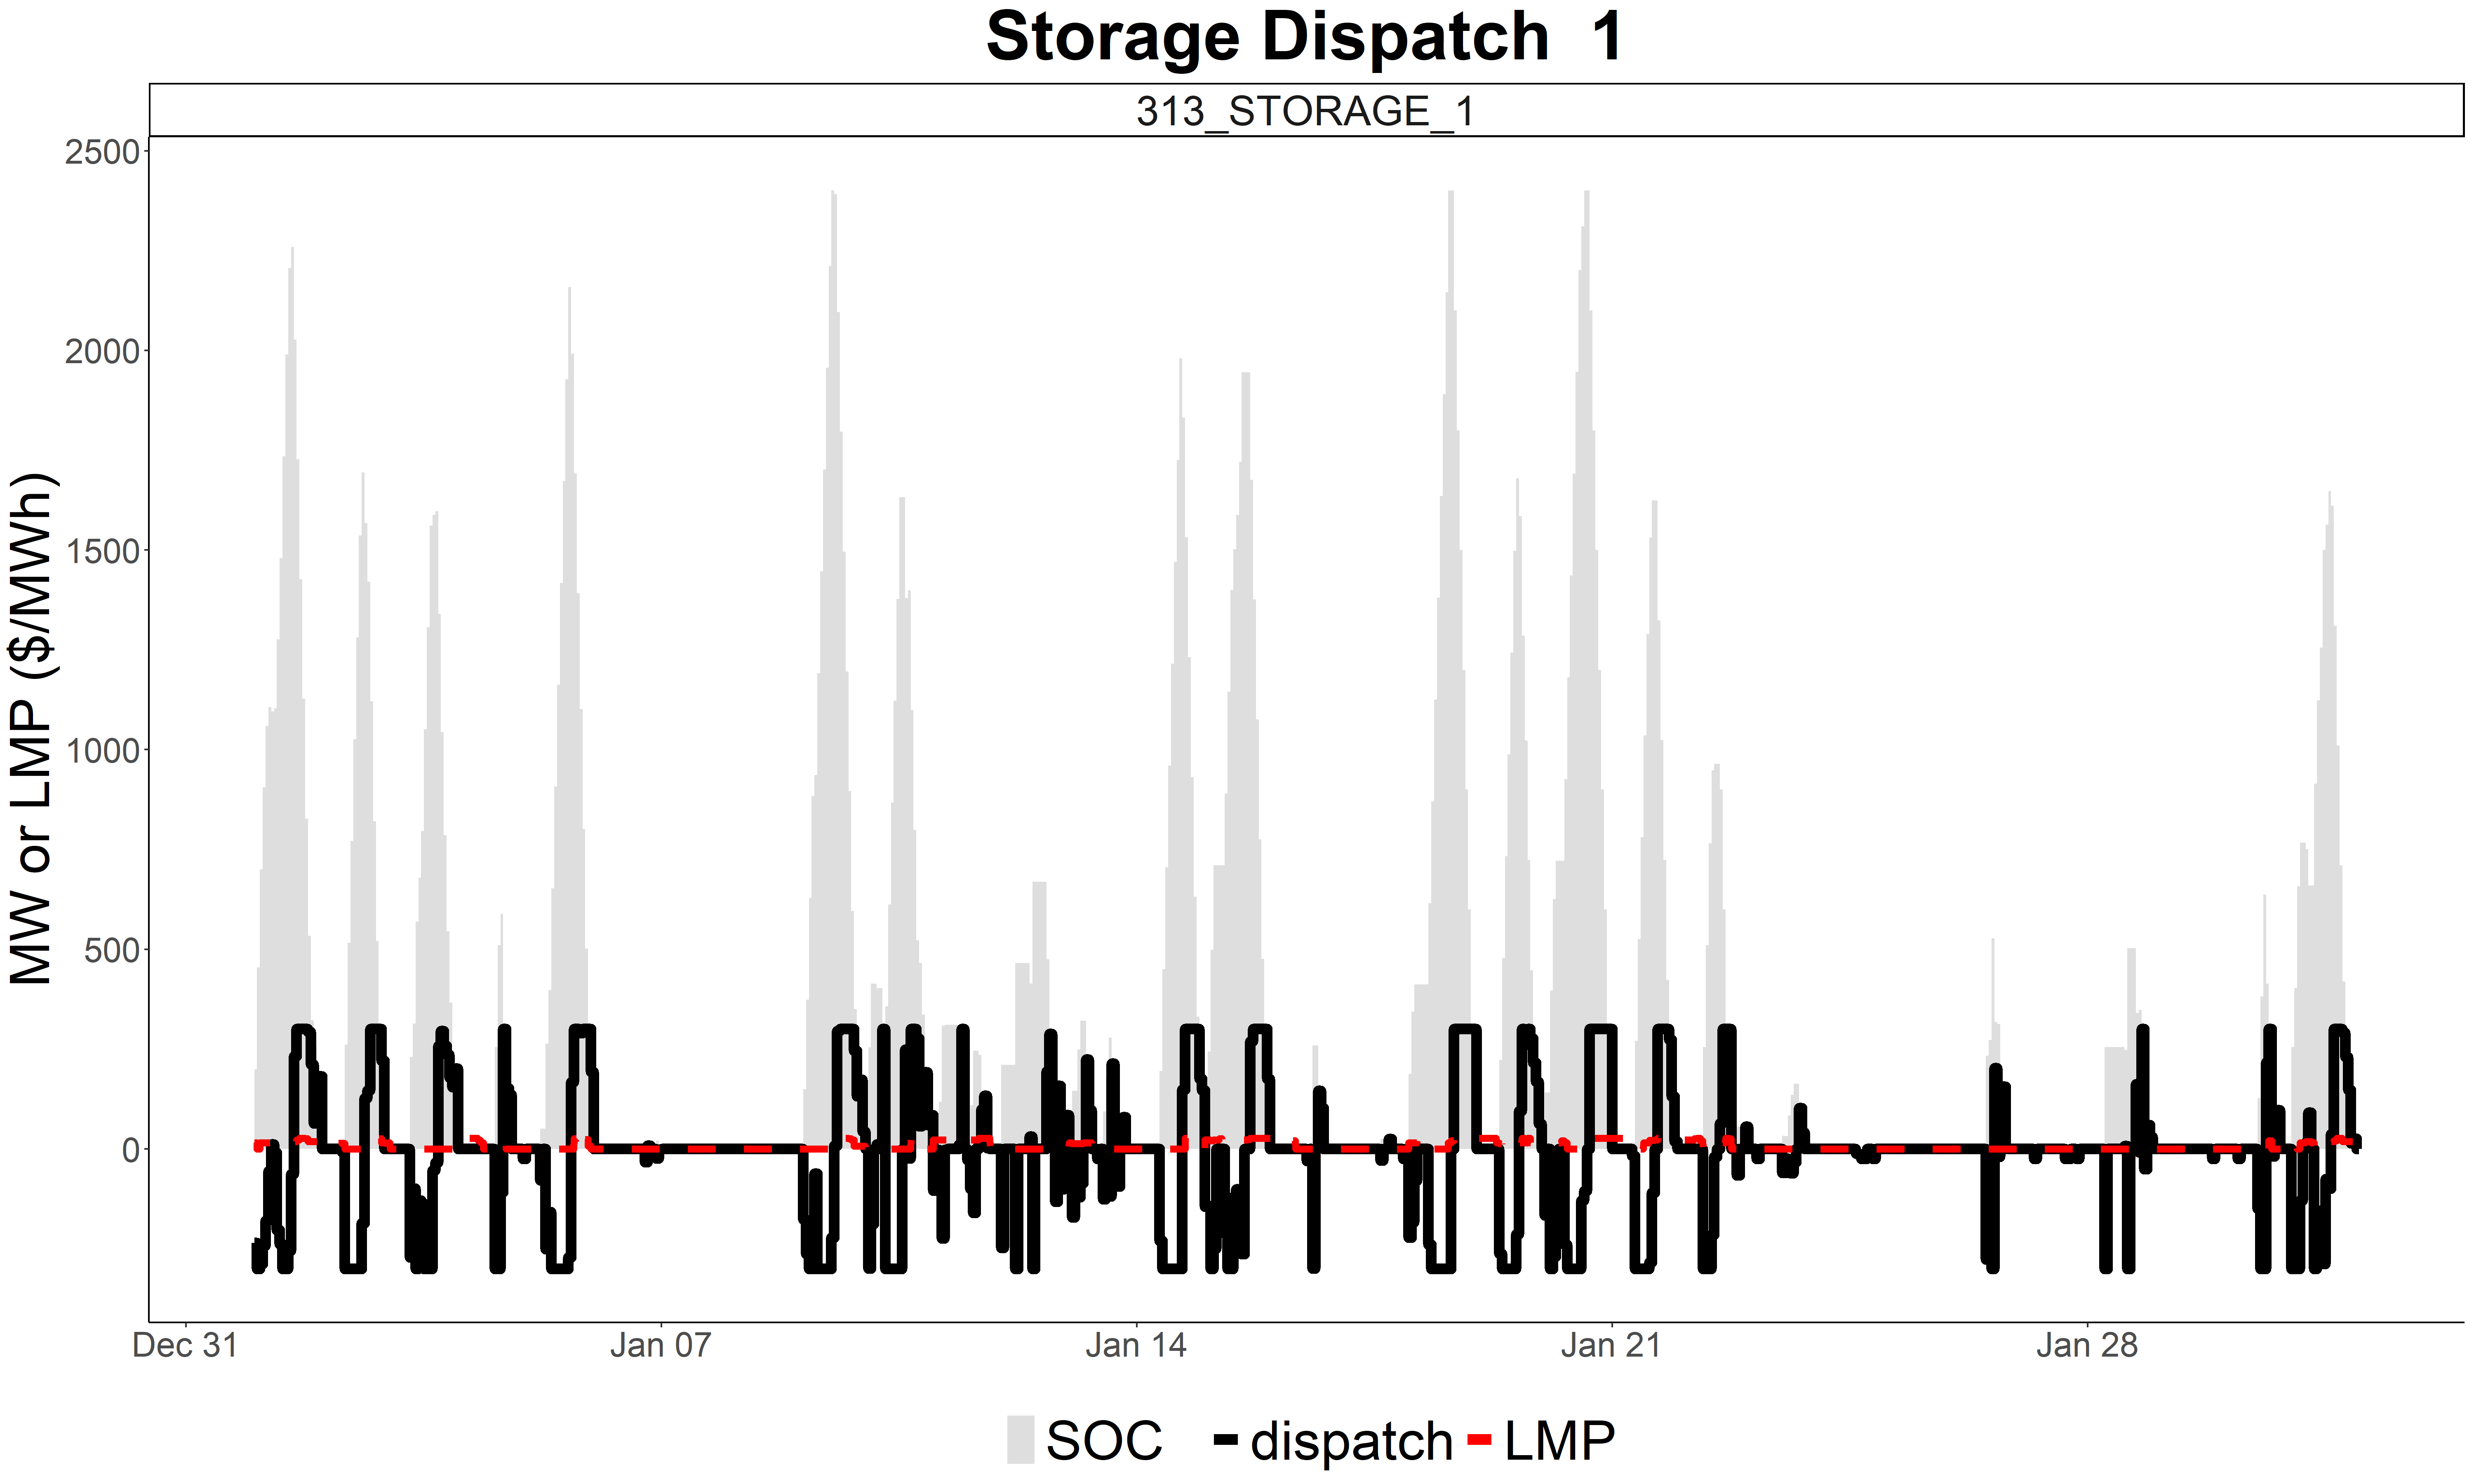 Storage Dispatch  1
313_STORAGE_1
MW or LMP ($/MWh)
2500
2000
1500
1000
500
0
Dec 31 Jan 07 Jan 14 Jan 21 Jan 28
SOC dispatch LMP